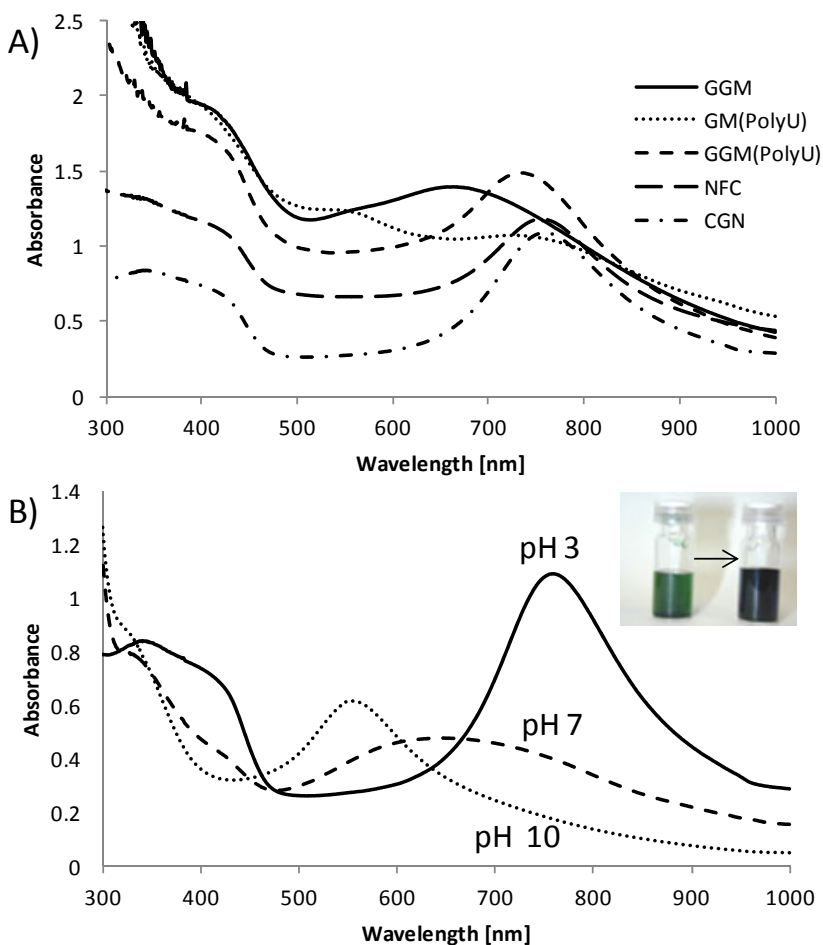 A)
2.5
2
1.5
1
0.5
0
Absorbance
300 400 500 600 700 800 900 1000
Wavelength [nm]
GGM
GM(PolyU)
GGM(PolyU)
NFC
CGN
B)
1.4
1.2
1
0.8
0.6
0.4
0.2
0
Absorbance
pH 3
pH 7
pH 10
300 400 500 600 700 800 900 1000
Wavelength [nm]